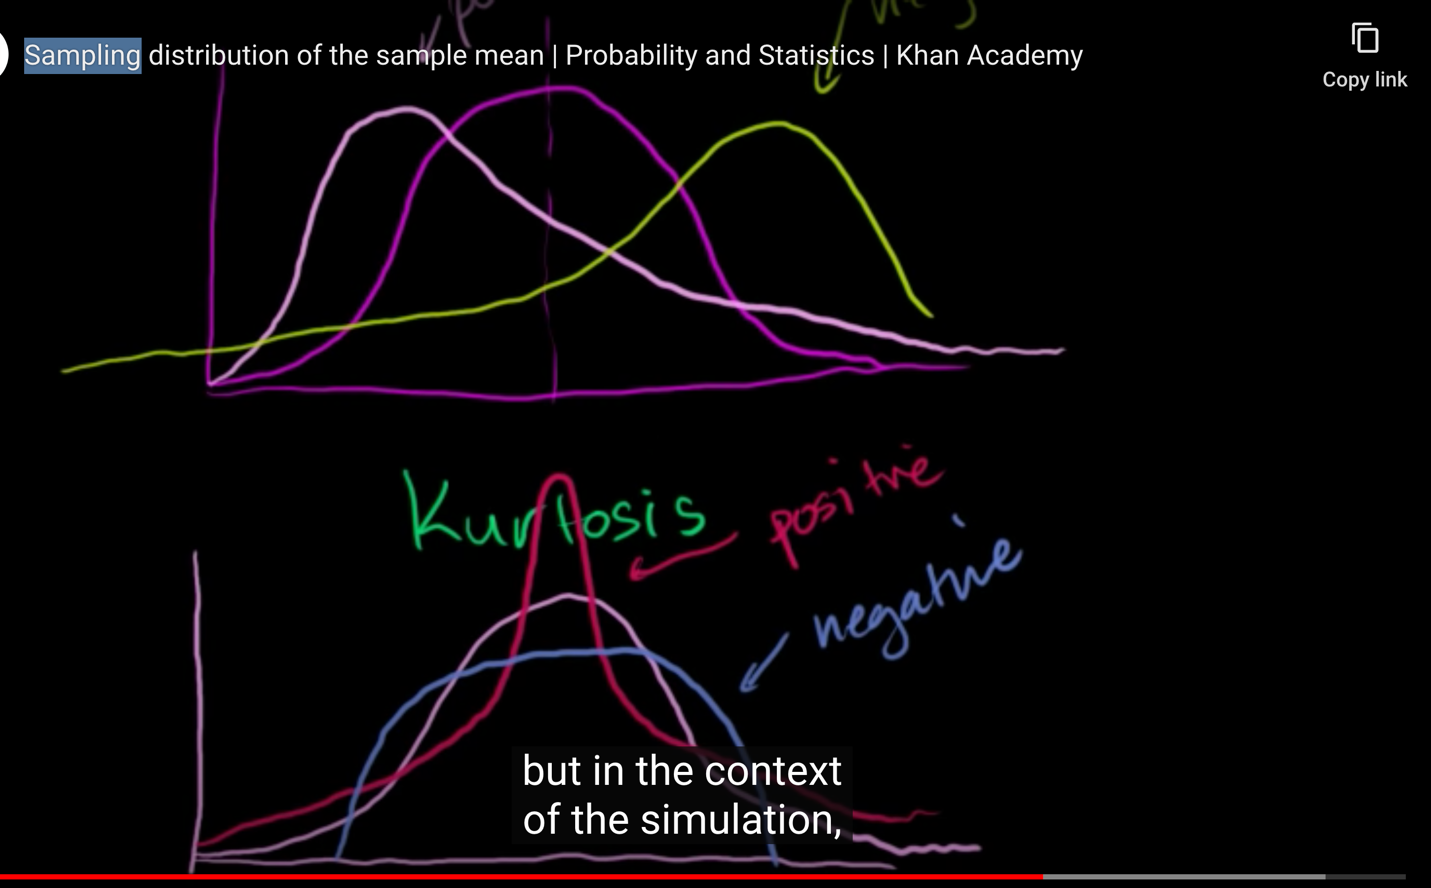 Sampling distribution of the sample mean | Probability and Statistics | Khan Academy
Copy link
Kurtosis
positive
negative
but in the context
of the simulation,